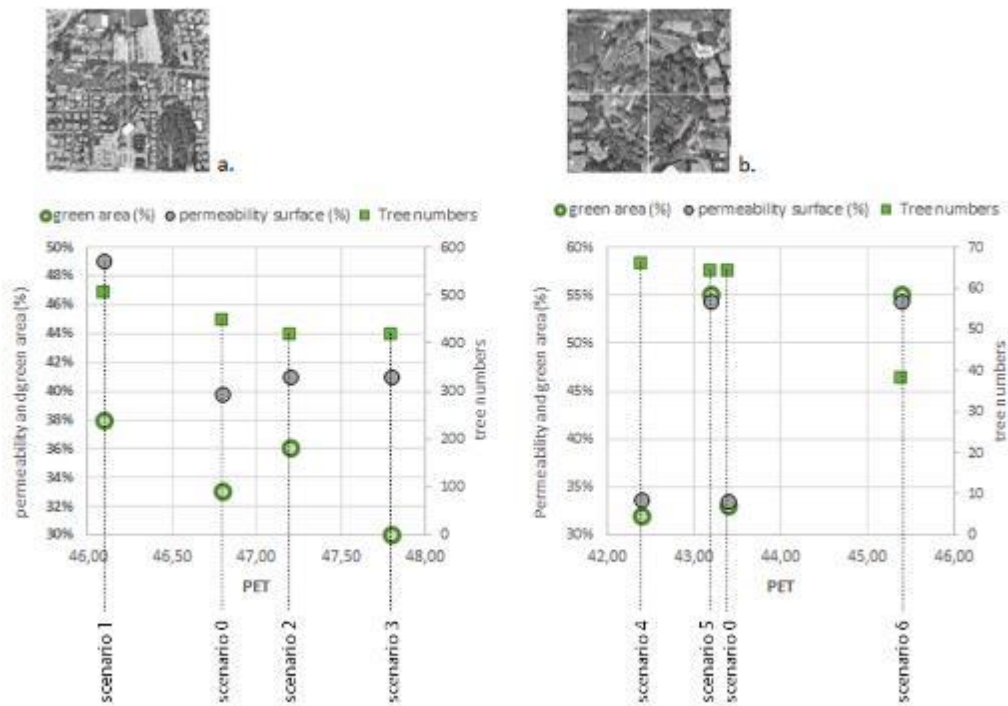 a.
b.
green area (%) permeability surface (%) Tree numbers
permeability and green area (%)
50%
48%
46%
44%
42%
40%
38%
36%
34%
32%
30%
600
500
400
300
200
100
0
tree numbers
46,00 46,50 47,00 47,50 48,00
PET
scenario 1
scenario 0
scenario 2
scenario 3
green area (%) permeability surface (%) Tree numbers
Permeability and green area (%)
60%
55%
50%
45%
40%
35%
30%
70
60
50
40
30
20
10
0
tree numbers
42,00 43,00 44,00 45,00 46,00
PET
scenario 4
scenario 5
scenario 0
scenario 6